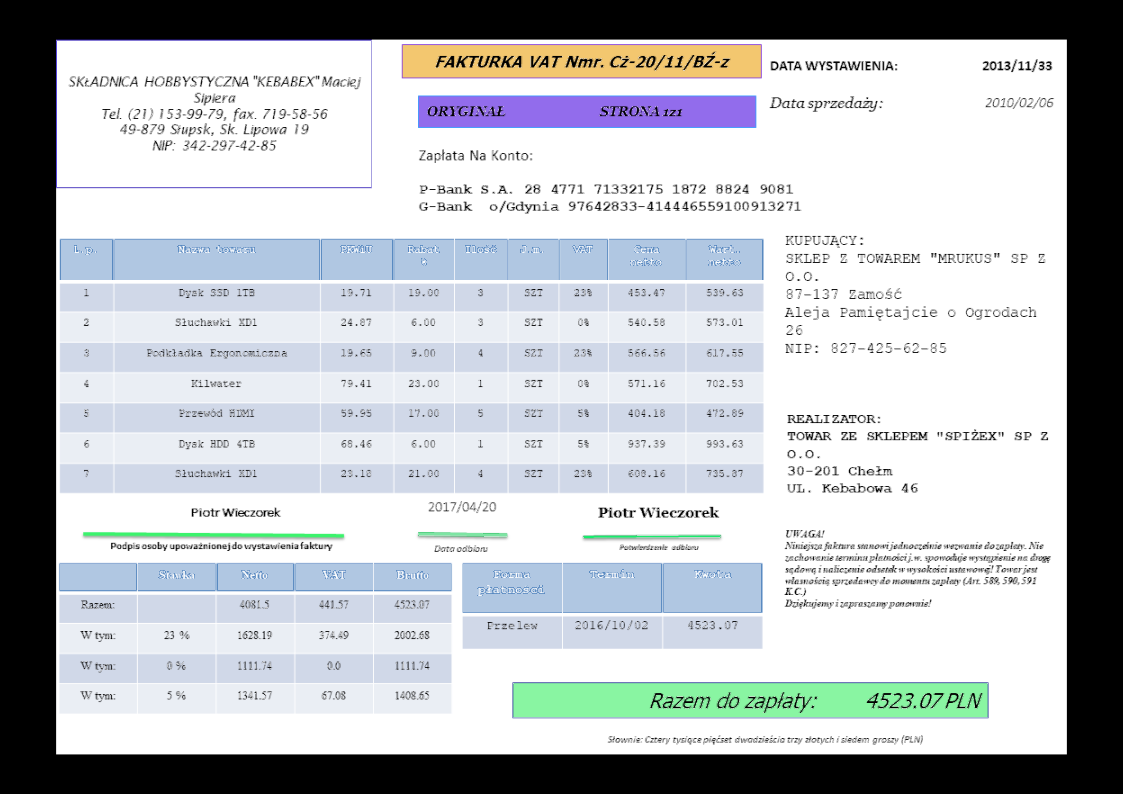 SKŁADNICA HOBBYSTYCZNA "KEBABEX" Maciej
Sipiera
Tel. (21) 153-99-79, fax. 719-58-56
49-879 Słupsk, Sk. Lipowa 19
NIP: 342-297-42-85
FAKTURKA VAT Nmr. Cż-20/11/BŹ-z
ORYGINAŁ STRONA 121
DATA WYSTAWIENIA: 2013/11/33
Data sprzedaży: 2010/02/06
Zapłata Na Konto:
P-Bank S.A. 28 4771 71332175 1872 8824 9081
G-Bank o/Gdynia 97642833-414446559100913271
L.p. Nazwa towaru PKWiU Rabat Ilość J.m. VAT Cena Wart.
% netto netto
1 Dysk SSD 1TB 19.71 19.00 3 SZT 23% 453.47 539.63
2 Słuchawki XD1 24.87 6.00 3 SZT 0% 540.58 573.01
3 Podkładka Ergonomiczna 19.65 9.00 4 SZT 23% 566.56 617.55
4 Kilwater 79.41 23.00 1 SZT 0% 571.16 702.53
5 Przewód HDMI 59.95 17.00 5 SZT 5% 404.18 472.89
6 Dysk HDD 4TB 68.46 6.00 1 SZT 5% 937.39 993.63
7 Słuchawki XD1 23.18 21.00 4 SZT 23% 608.16 735.87
KUPUJĄCY:
SKLEP Z TOWAREM "MRUKUS" SP Z
O.O.
87-137 Zamość
Aleja Pamiętajcie o Ogrodach
26
NIP: 827-425-62-85
REALIZATOR:
TOWAR ZE SKLEPEM "SPIŻEX" SP Z
O.O.
30-201 Chełm
UL. Kebabowa 46
Piotr Wieczorek 2017/04/20 Piotr Wieczorek
Podpis osoby upoważnionej do wystawienia faktury Data odbioru Potwierdzenie odbioru
UWAGA!
Niniejsza faktura stanowi jednocześnie wezwanie do zapłaty. Nie
zachowanie terminu płatności j.w. spowoduje wystąpienie na drogę
sądową i naliczenie odsetek w wysokości ustawowej! Towar jest
własnością sprzedawcy do momentu zapłaty (Art. 589, 590, 591
K.C.)
Dziękujemy i zapraszamy ponownie!
Stawka Netto VAT Brutto
Razem: 4081.5 441.57 4523.07
W tym: 23 % 1628.19 374.49 2002.68
W tym: 0 % 1111.74 0.0 1111.74
W tym: 5 % 1341.57 67.08 1408.65
Forma Termin Kwota
płatności
Przelew 2016/10/02 4523.07
Razem do zapłaty: 4523.07 PLN
Słownie: Cztery tysiące pięćset dwadzieścia trzy złotych i siedem groszy (PLN)